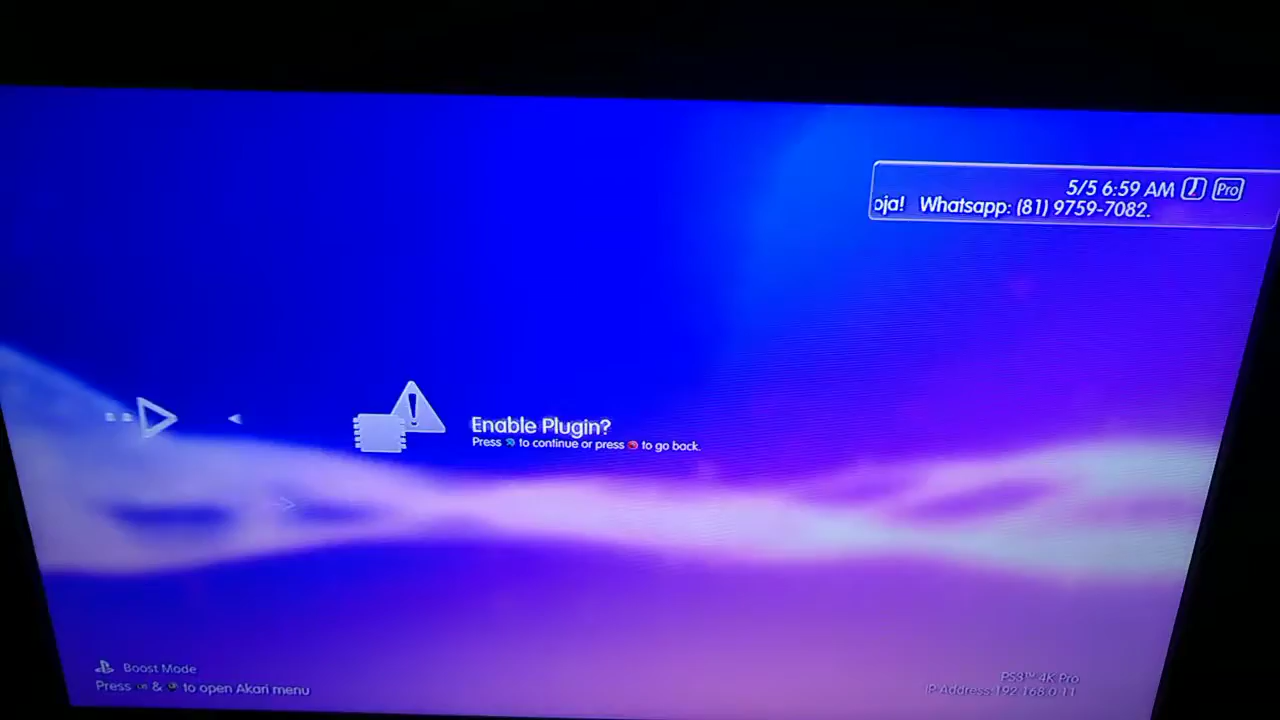 5/5 6:59 AM Pro
oja! Whatsapp: (81) 9759-7082.
Enable Plugin?
Press to continue or press to go back.
Boost Mode
Press & to open Akari menu
PS3™ 4K Pro
IP Address: 192.168.0.11